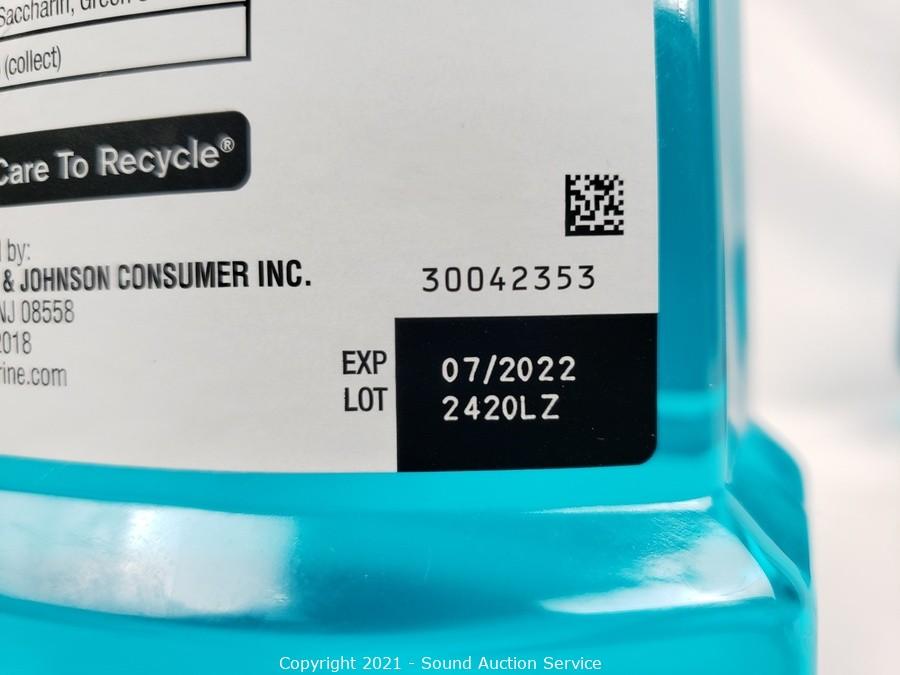 Saccharin, Green
(collect)
Care To Recycle®
by:
& JOHNSON CONSUMER INC.
NJ 08558
2018
rine.com
30042353
EXP 07/2022
LOT 2420LZ
Copyright 2021 - Sound Auction Service